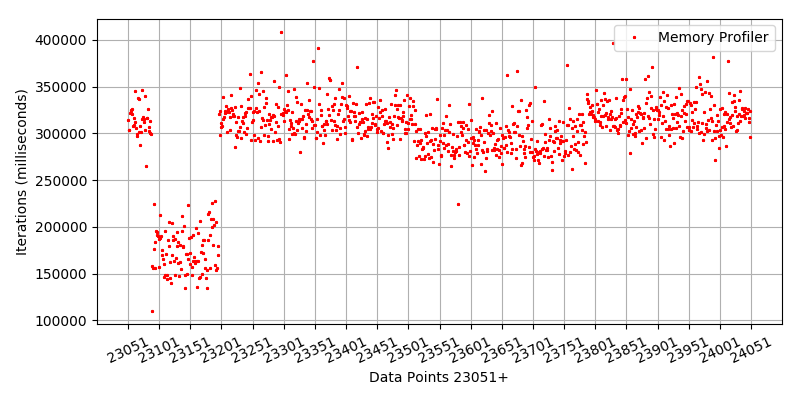 Memory Profiler
400000
350000
300000
250000
200000
150000
100000
Iterations (milliseconds)
23051 23101 23151 23201 23251 23301 23351 23401 23451 23501 23551 23601 23651 23701 23751 23801 23851 23901 23951 24001 24051
Data Points 23051+